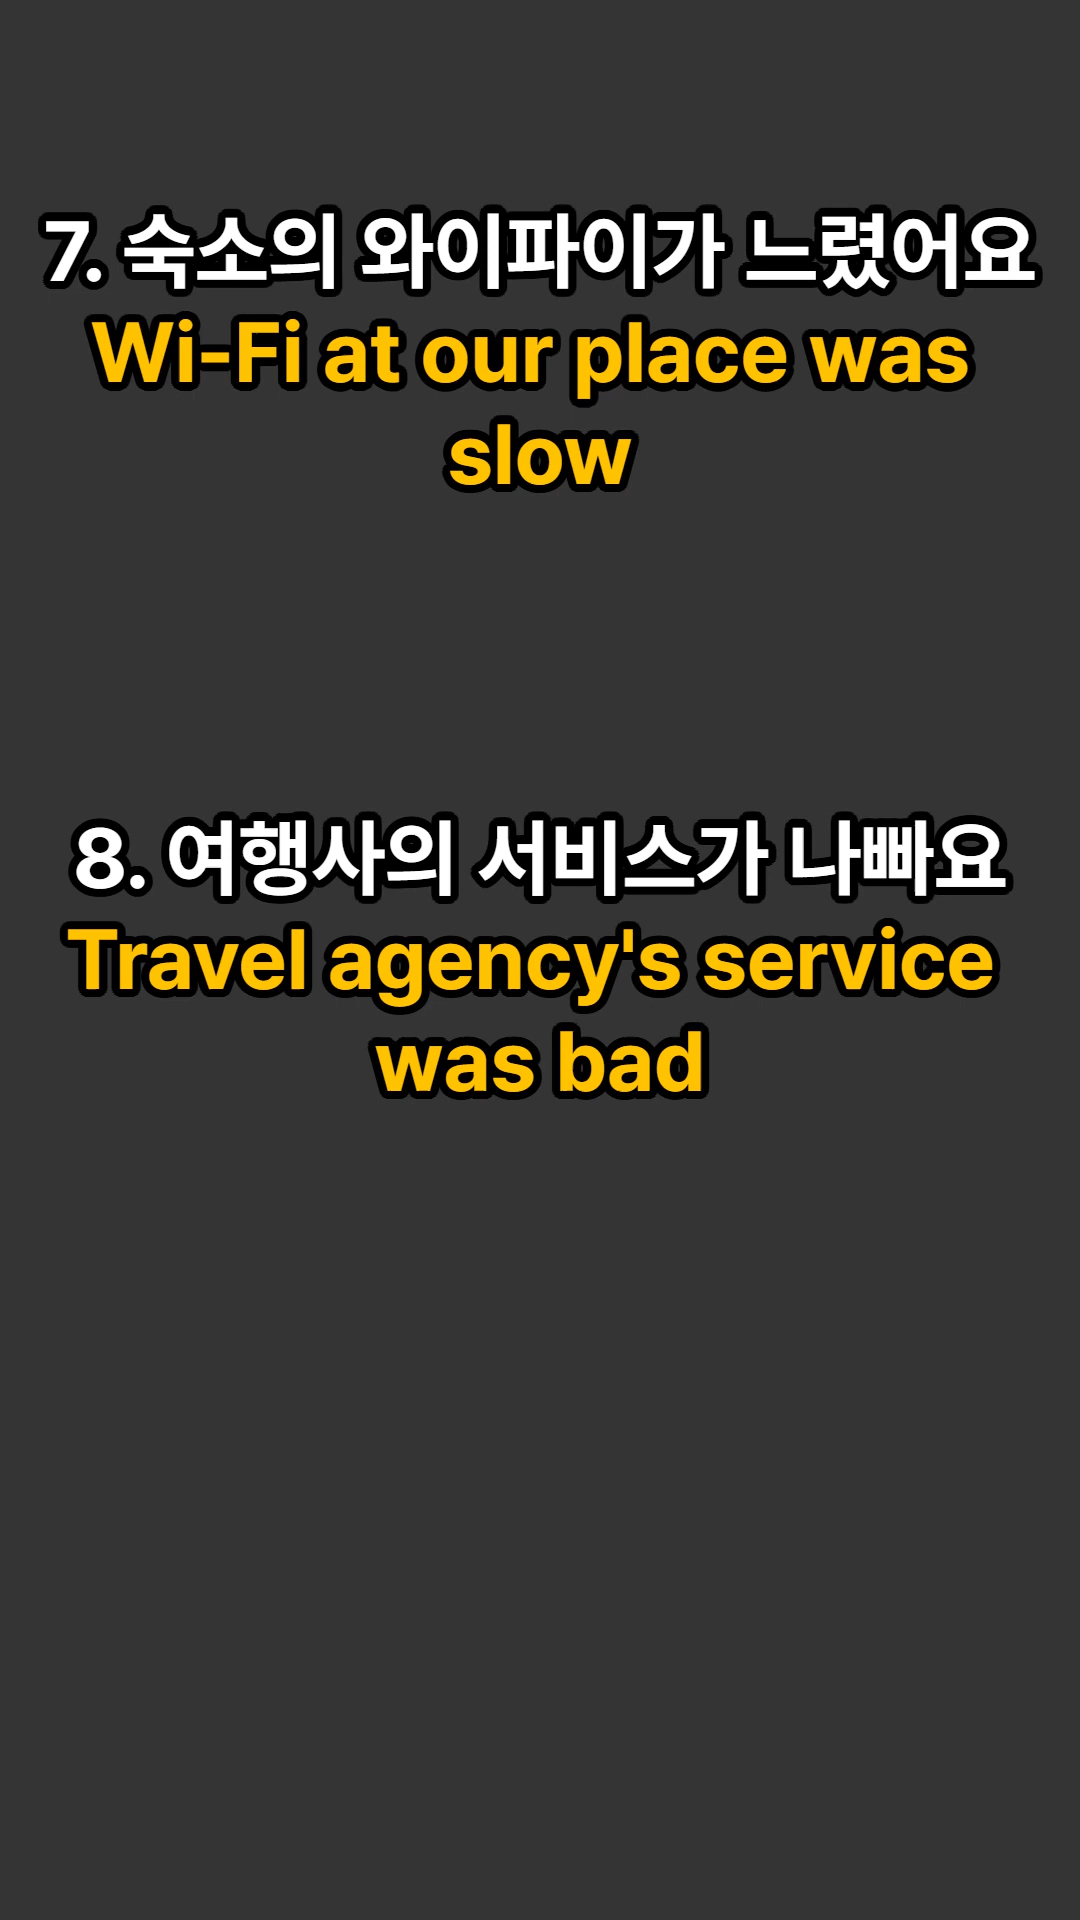 7. 숙소의 와이파이가 느렸어요
Wi-Fi at our place was
slow
8. 여행사의 서비스가 나빠요
Travel agency's service
was bad